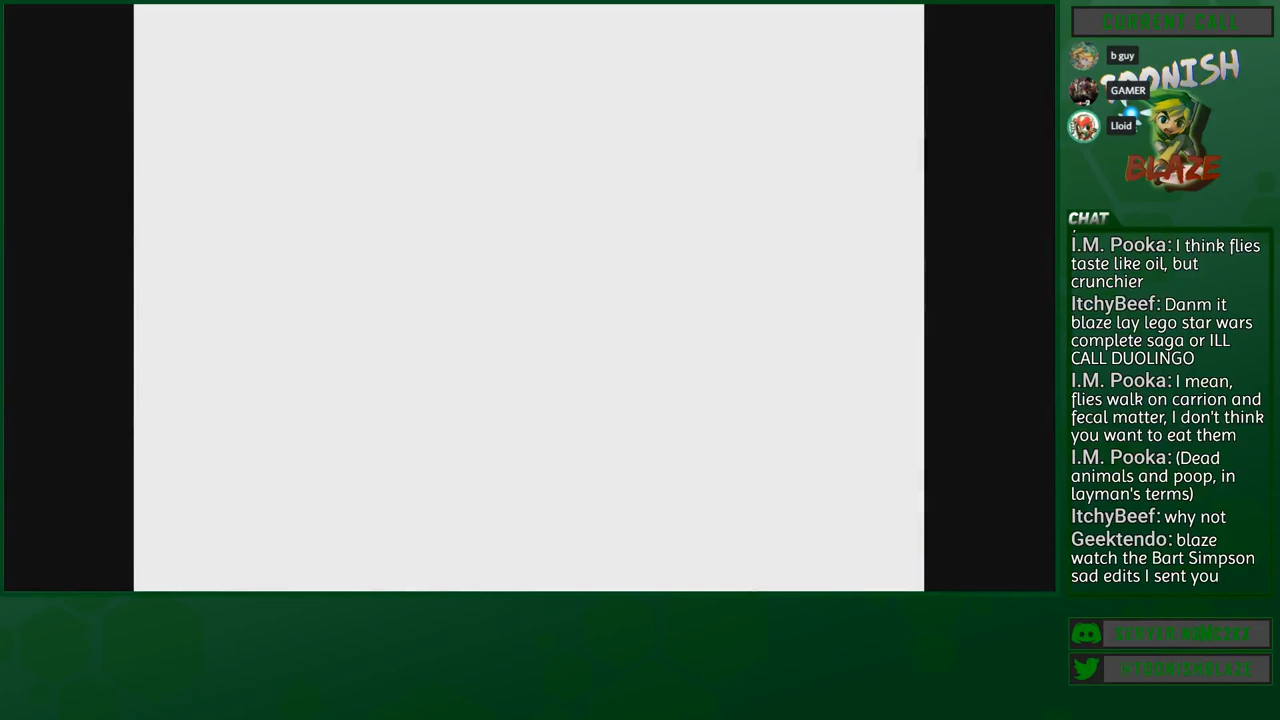 CURRENT CALL
b guy
GAMER
Lloid
BLAZE
CHAT
I.M. Pooka: I think flies
taste like oil, but
crunchier
ItchyBeef: Danm it
blaze lay lego star wars
complete saga or ILL
CALL DUOLINGO
I.M. Pooka: I mean,
flies walk on carrion and
fecal matter, I don't think
you want to eat them
I.M. Pooka: (Dead
animals and poop, in
layman's terms)
ItchyBeef: why not
Geektendo: blaze
watch the Bart Simpson
sad edits I sent you
@TOONISHBLAZE